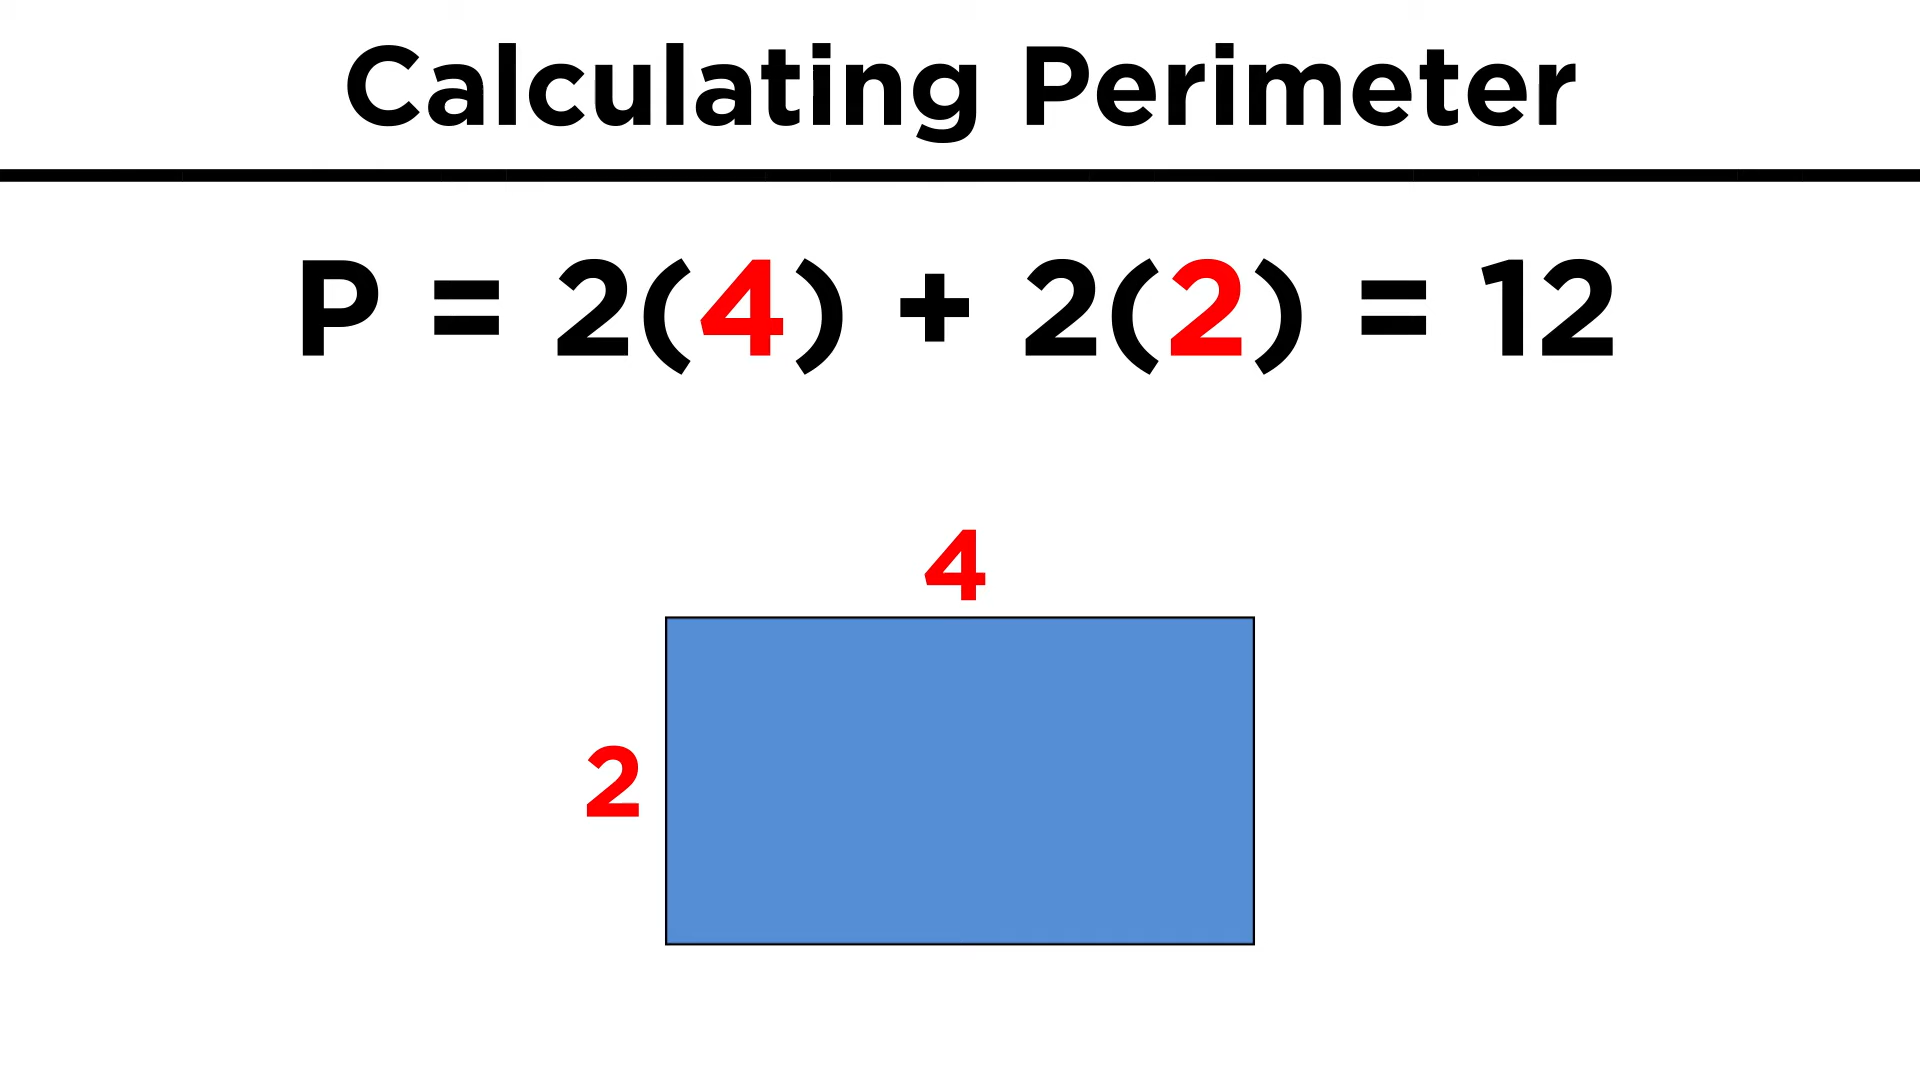 Calculating Perimeter
P = 2(4) + 2(2) = 12
4
2